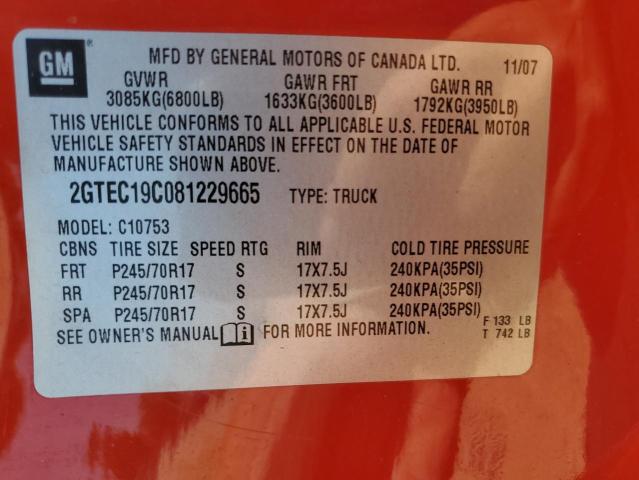 GM ®
MFD BY GENERAL MOTORS OF CANADA LTD. 11/07
GVWR GAWR FRT GAWR RR
3085KG(6800LB) 1633KG(3600LB) 1792KG(3950LB)
THIS VEHICLE CONFORMS TO ALL APPLICABLE U.S. FEDERAL MOTOR
VEHICLE SAFETY STANDARDS IN EFFECT ON THE DATE OF
MANUFACTURE SHOWN ABOVE.
2GTEC19C081229665 TYPE: TRUCK
MODEL: C10753
CBNS TIRE SIZE SPEED RTG RIM COLD TIRE PRESSURE
FRT P245/70R17 S 17X7.5J 240KPA(35PSI)
RR P245/70R17 S 17X7.5J 240KPA(35PSI)
SPA P245/70R17 S 17X7.5J 240KPA(35PSI)
SEE OWNER'S MANUAL i FOR MORE INFORMATION. F 133 LB
T 742 LB